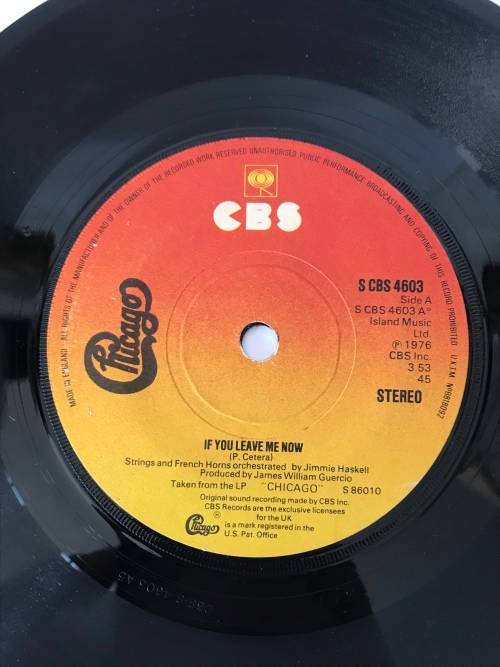 MADE IN ENGLAND · ALL RIGHTS OF THE MANUFACTURER AND OF THE OWNER OF THE RECORDED WORK RESERVED UNAUTHORISED PUBLIC PERFORMANCE BROADCASTING AND COPYING OF THIS RECORD PROHIBITED
CBS
Chicago
S CBS 4603
Side A
S CBS 4603 A°
Island Music
Ltd.
Ⓟ 1976
CBS Inc.
3.53
45
STEREO
IF YOU LEAVE ME NOW
(P. Cetera)
Strings and French Horns orchestrated by Jimmie Haskell
Produced by James William Guercio
Taken from the LP "CHICAGO" S 86010
Original sound recording made by CBS Inc.
CBS Records are the exclusive licensees
for the UK
Chicago ® is a mark registered in the
U.S. Pat. Office